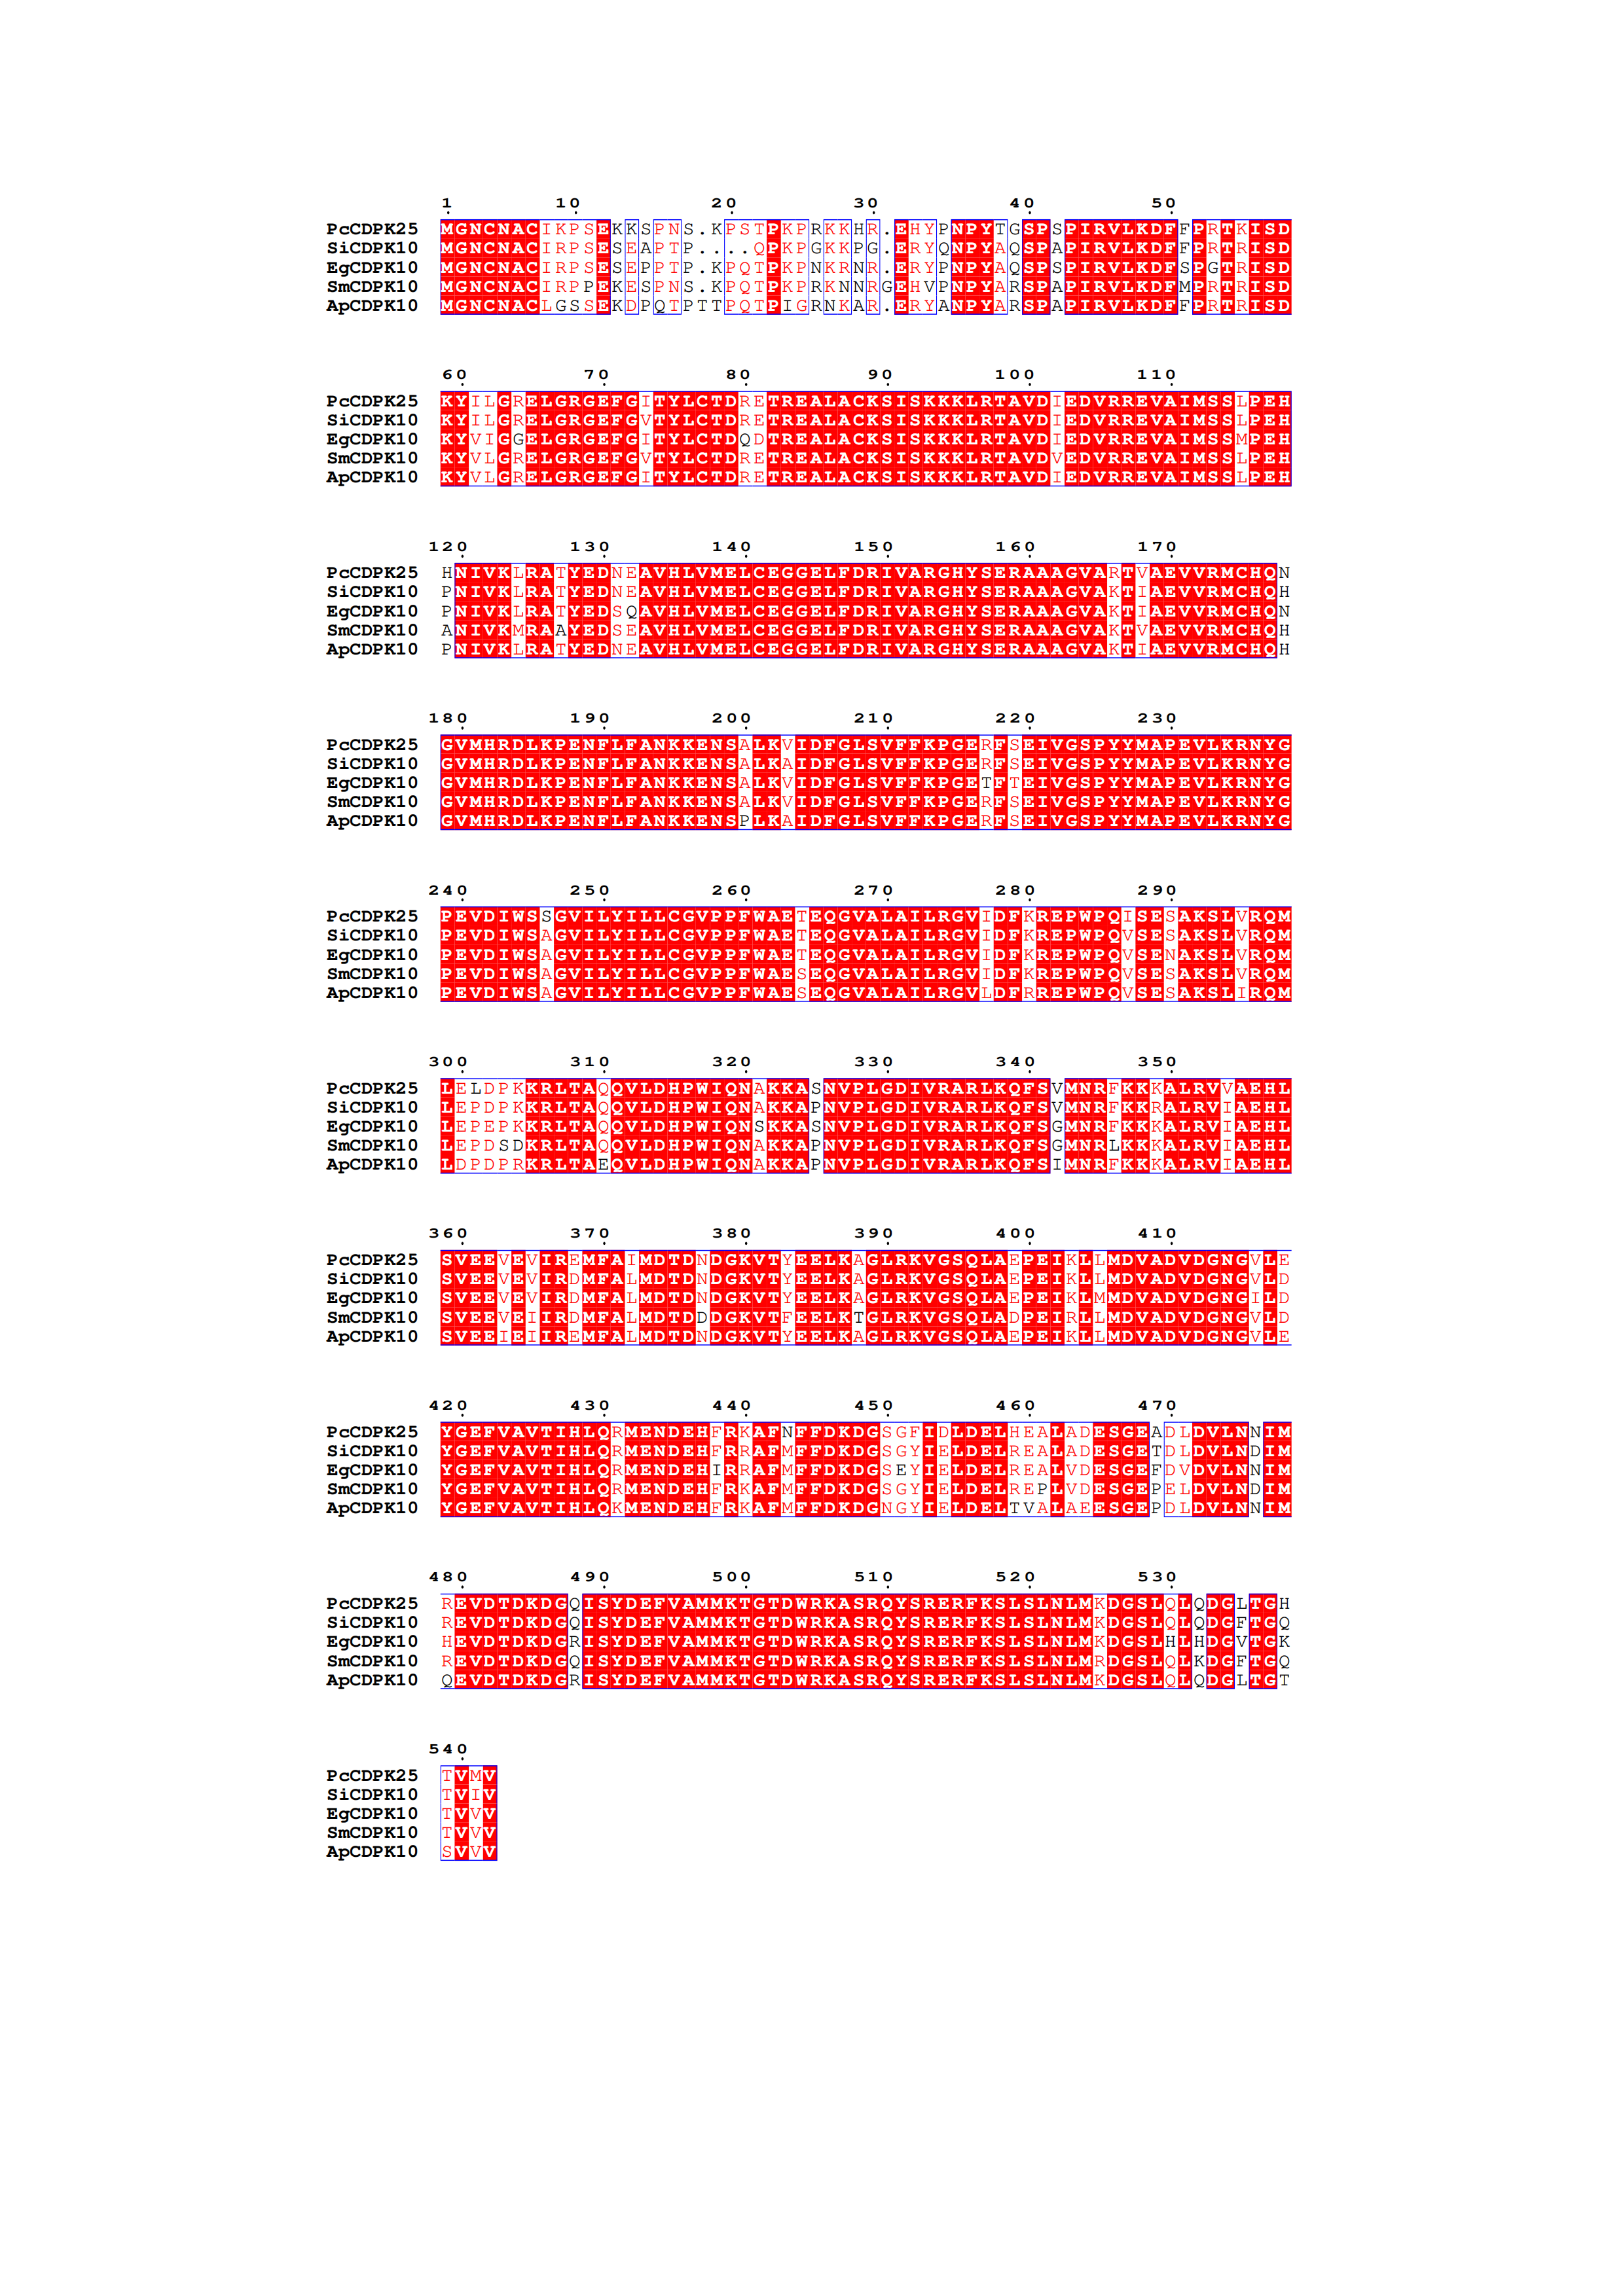 1 10 20 30 40 50
PcCDPK25 MGNCNACIKPSEKKSPNS.KPSTPKPRKKHR.EHYPNPYTGSPSPIRVLKDFFPRTKISD
SiCDPK10 MGNCNACIRPSESEAPTP....QPKPGKKPG.ERYQNPYAQSPAPIRVLKDFFPRTRISD
EgCDPK10 MGNCNACIRPSESEPPTP.KPQTPKPNKRNR.ERYPNPYAQSPSPIRVLKDFSPGTRISD
SmCDPK10 MGNCNACIRPPEKESPNS.KPQTPKPRKNNRGEHVPNPYARSPAPIRVLKDFMPRTRISD
ApCDPK10 MGNCNACLGSSEKDPQTPTTPQTPIGRNKAR.ERYANPYARSPAPIRVLKDFFPRTRISD
60 70 80 90 100 110
PcCDPK25 KYILGRELGRGEFGITYLCTDRETREALACKSISKKKLRTAVDIEDVRREVAIMSSLPEH
SiCDPK10 KYILGRELGRGEFGVTYLCTDRETREALACKSISKKKLRTAVDIEDVRREVAIMSSLPEH
EgCDPK10 KYVIGGELGRGEFGITYLCTDQDTREALACKSISKKKLRTAVDIEDVRREVAIMSSMPEH
SmCDPK10 KYVLGRELGRGEFGVTYLCTDRETREALACKSISKKKLRTAVDVEDVRREVAIMSSLPEH
ApCDPK10 KYVLGRELGRGEFGITYLCTDRETREALACKSISKKKLRTAVDIEDVRREVAIMSSLPEH
120 130 140 150 160 170
PcCDPK25 HNIVKLRATYEDNEAVHLVMELCEGGELFDRIVARGHYSERAAAGVARTVAEVVRMCHQN
SiCDPK10 PNIVKLRATYEDNEAVHLVMELCEGGELFDRIVARGHYSERAAAGVAKTIAEVVRMCHQH
EgCDPK10 PNIVKLRATYEDSQAVHLVMELCEGGELFDRIVARGHYSERAAAGVAKTIAEVVRMCHQN
SmCDPK10 ANIVKMRAAYEDSEAVHLVMELCEGGELFDRIVARGHYSERAAAGVAKTVAEVVRMCHQH
ApCDPK10 PNIVKLRATYEDNEAVHLVMELCEGGELFDRIVARGHYSERAAAGVAKTIAEVVRMCHQH
180 190 200 210 220 230
PcCDPK25 GVMHRDLKPENFLFANKKENSALKVIDFGLSVFFKPGERFSEIVGSPYYMAPEVLKRNYG
SiCDPK10 GVMHRDLKPENFLFANKKENSALKAIDFGLSVFFKPGERFSEIVGSPYYMAPEVLKRNYG
EgCDPK10 GVMHRDLKPENFLFANKKENSALKVIDFGLSVFFKPGETFTEIVGSPYYMAPEVLKRNYG
SmCDPK10 GVMHRDLKPENFLFANKKENSALKVIDFGLSVFFKPGERFSEIVGSPYYMAPEVLKRNYG
ApCDPK10 GVMHRDLKPENFLFANKKENSPLKAIDFGLSVFFKPGERFSEIVGSPYYMAPEVLKRNYG
240 250 260 270 280 290
PcCDPK25 PEVDIWSSGVILYILLCGVPPFWAETEQGVALAILRGVIDFKREPWPQISESAKSLVRQM
SiCDPK10 PEVDIWSAGVILYILLCGVPPFWAETEQGVALAILRGVIDFKREPWPQVSESAKSLVRQM
EgCDPK10 PEVDIWSAGVILYILLCGVPPFWAETEQGVALAILRGVIDFKREPWPQVSENAKSLVRQM
SmCDPK10 PEVDIWSAGVILYILLCGVPPFWAESEQGVALAILRGVIDFKREPWPQVSESAKSLVRQM
ApCDPK10 PEVDIWSAGVILYILLCGVPPFWAESEQGVALAILRGVLDFRREPWPQVSESAKSLIRQM
300 310 320 330 340 350
PcCDPK25 LELDPKKRLTAQQVLDHPWIQNAKKASNVPLGDIVRARLKQFSVMNRFKKKALRVVAEHL
SiCDPK10 LEPDPKKRLTAQQVLDHPWIQNAKKAPNVPLGDIVRARLKQFSVMNRFKKRALRVIAEHL
EgCDPK10 LEPEPKKRLTAQQVLDHPWIQNSKKASNVPLGDIVRARLKQFSGMNRFKKKALRVIAEHL
SmCDPK10 LEPDSDKRLTAQQVLDHPWIQNAKKAPNVPLGDIVRARLKQFSGMNRLKKKALRVIAEHL
ApCDPK10 LDPDPRKRLTAEQVLDHPWIQNAKKAPNVPLGDIVRARLKQFSIMNRFKKKALRVIAEHL
360 370 380 390 400 410
PcCDPK25 SVEEVEVIREMFAIMDTDNDGKVTYEELKAGLRKVGSQLAEPEIKLLMDVADVDGNGVLE
SiCDPK10 SVEEVEVIRDMFALMDTDNDGKVTYEELKAGLRKVGSQLAEPEIKLLMDVADVDGNGVLD
EgCDPK10 SVEEVEVIRDMFALMDTDNDGKVTYEELKAGLRKVGSQLAEPEIKLMMDVADVDGNGILD
SmCDPK10 SVEEVEIIRDMFALMDTDDDGKVTFEELKTGLRKVGSQLADPEIRLLMDVADVDGNGVLD
ApCDPK10 SVEEIEIIREMFALMDTDNDGKVTYEELKAGLRKVGSQLAEPEIKLLMDVADVDGNGVLE
420 430 440 450 460 470
PcCDPK25 YGEFVAVTIHLQRMENDEHFRKAFNFFDKDGSGFIDLDELHEALADESGEADLDVLNNIM
SiCDPK10 YGEFVAVTIHLQRMENDEHFRRAFMFFDKDGSGYIELDELREALADESGETDLDVLNDIM
EgCDPK10 YGEFVAVTIHLQRMENDEHIRRAFMFFDKDGSEYIELDELREALVDESGEFDVDVLNNIM
SmCDPK10 YGEFVAVTIHLQRMENDEHFRKAFMFFDKDGSGYIELDELREPLVDESGEPELDVLNDIM
ApCDPK10 YGEFVAVTIHLQKMENDEHFRKAFMFFDKDGNGYIELDELTVALAEESGEPDLDVLNNIM
480 490 500 510 520 530
PcCDPK25 REVDTDKDGQISYDEFVAMMKTGTDWRKASRQYSRERFKSLSLNLMKDGSLQLQDGLTGH
SiCDPK10 REVDTDKDGQISYDEFVAMMKTGTDWRKASRQYSRERFKSLSLNLMKDGSLQLQDGFTGQ
EgCDPK10 HEVDTDKDGRISYDEFVAMMKTGTDWRKASRQYSRERFKSLSLNLMKDGSLHLHDGVTGK
SmCDPK10 REVDTDKDGQISYDEFVAMMKTGTDWRKASRQYSRERFKSLSLNLMRDGSLQLKDGFTGQ
ApCDPK10 QEVDTDKDGRISYDEFVAMMKTGTDWRKASRQYSRERFKSLSLNLMKDGSLQLQDGLTGT
540
PcCDPK25 TVMV
SiCDPK10 TVIV
EgCDPK10 TVVV
SmCDPK10 TVVV
ApCDPK10 SVVV